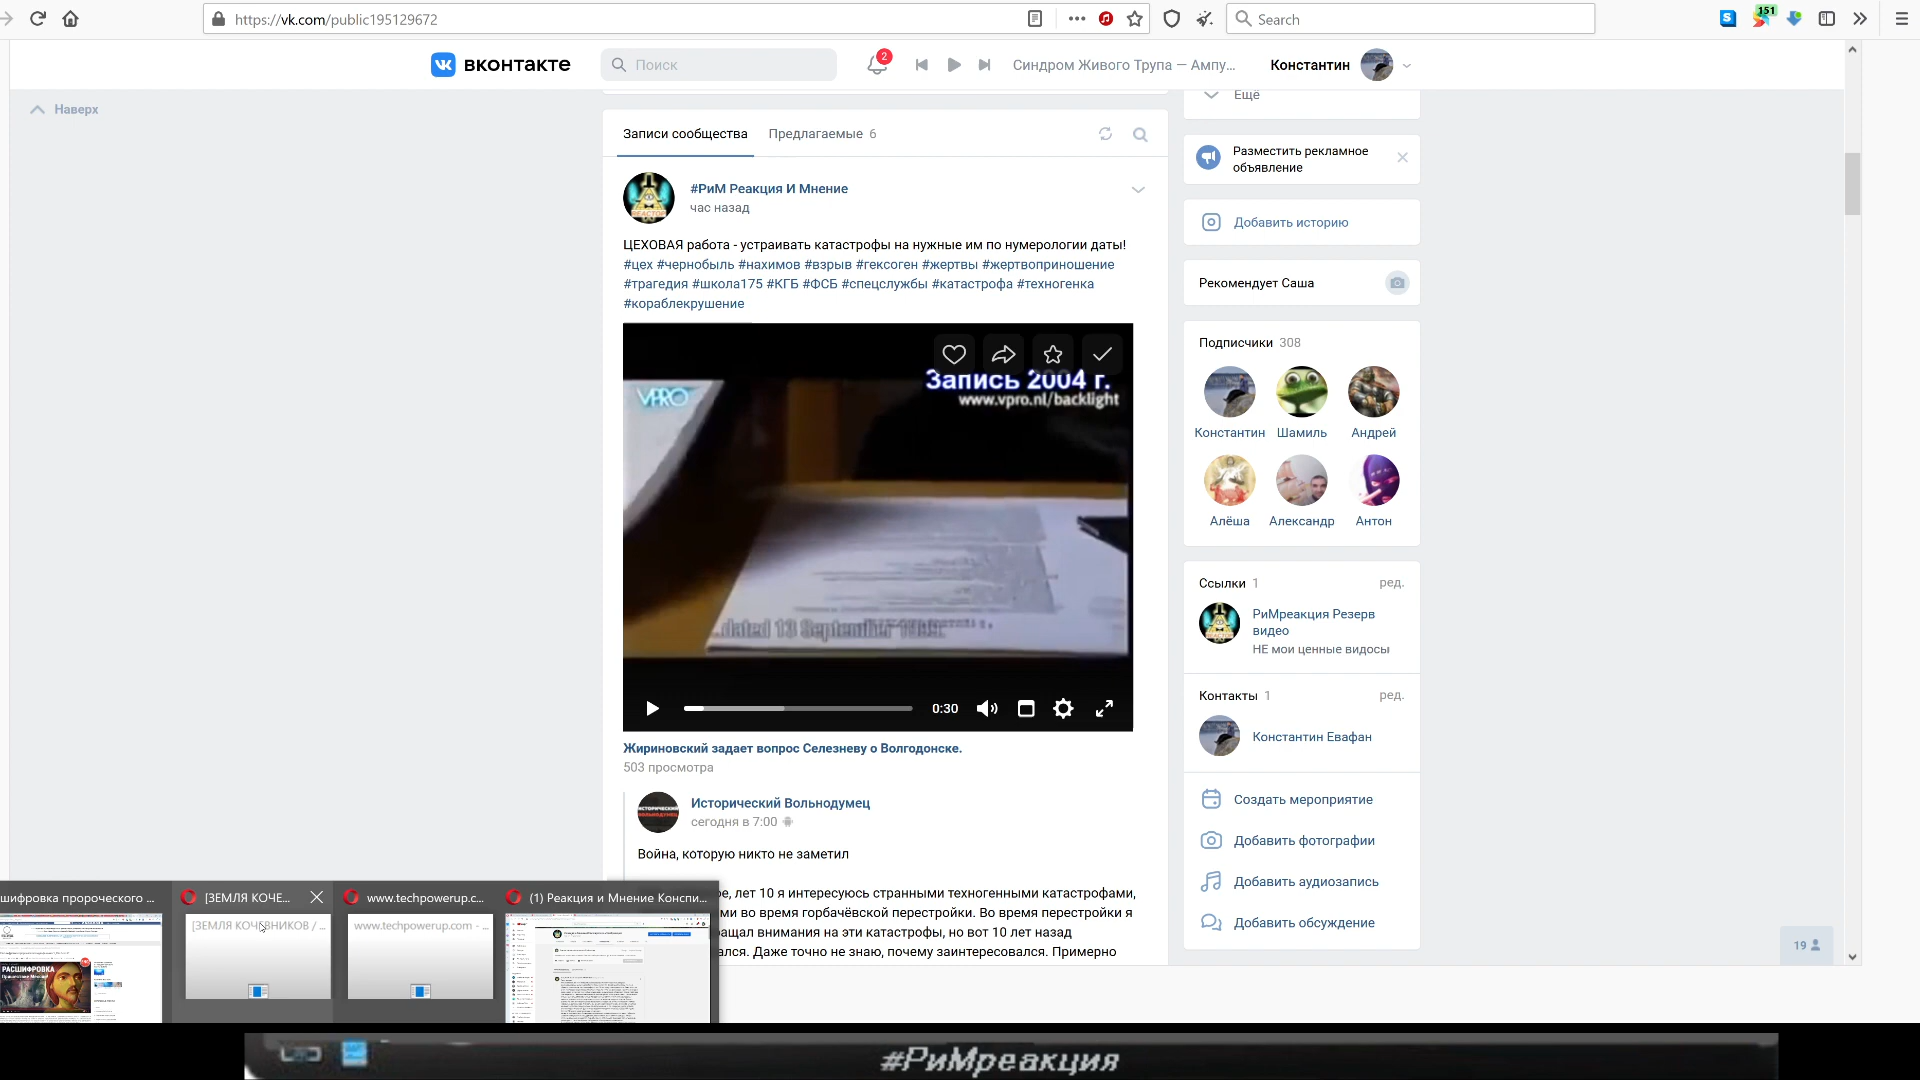 https://vk.com/public195129672
Search
151
вконтакте
Поиск
2
Синдром Живого Трупа — Ампу...
Константин
Наверх
Ещё
Записи сообщества
Предлагаемые 6
#РиМ Реакция И Мнение
час назад
ЦЕХОВАЯ работа - устраивать катастрофы на нужные им по нумерологии даты!
#цех #чернобыль #нахимов #взрыв #гексоген #жертвы #жертвоприношение
#трагедия #школа175 #КГБ #ФСБ #спецслужбы #катастрофа #техногенка
#кораблекрушение
VPRO
Запись 2004 г.
www.vpro.nl/backlight
...dated 13 September 1999.
0:30
Жириновский задает вопрос Селезневу о Волгодонске.
503 просмотра
Исторический Вольнодумец
сегодня в 7:00
Война, которую никто не заметил
ре, лет 10 я интересуюсь странными техногенными катастрофами,
ми во время горбачёвской перестройки. Во время перестройки я
ащал внимания на эти катастрофы, но вот 10 лет назад
ался. Даже точно не знаю, почему заинтересовался. Примерно
Разместить рекламное
объявление
Добавить историю
Рекомендует Саша
Подписчики 308
Константин
Шамиль
Андрей
Алёша
Александр
Антон
Ссылки 1
ред.
РиМреакция Резерв
видео
НЕ мои ценные видосы
Контакты 1
ред.
Константин Евафан
Создать мероприятие
Добавить фотографии
Добавить аудиозапись
Добавить обсуждение
19
шифровка пророческого ...
[ЗЕМЛЯ КОЧЕ...
www.techpowerup.c...
(1) Реакция и Мнение Конспи...
[ЗЕМЛЯ КОЧЕВНИКОВ / ...
www.techpowerup.com - ...
РАСШИФРОВКА
#РиМреакция